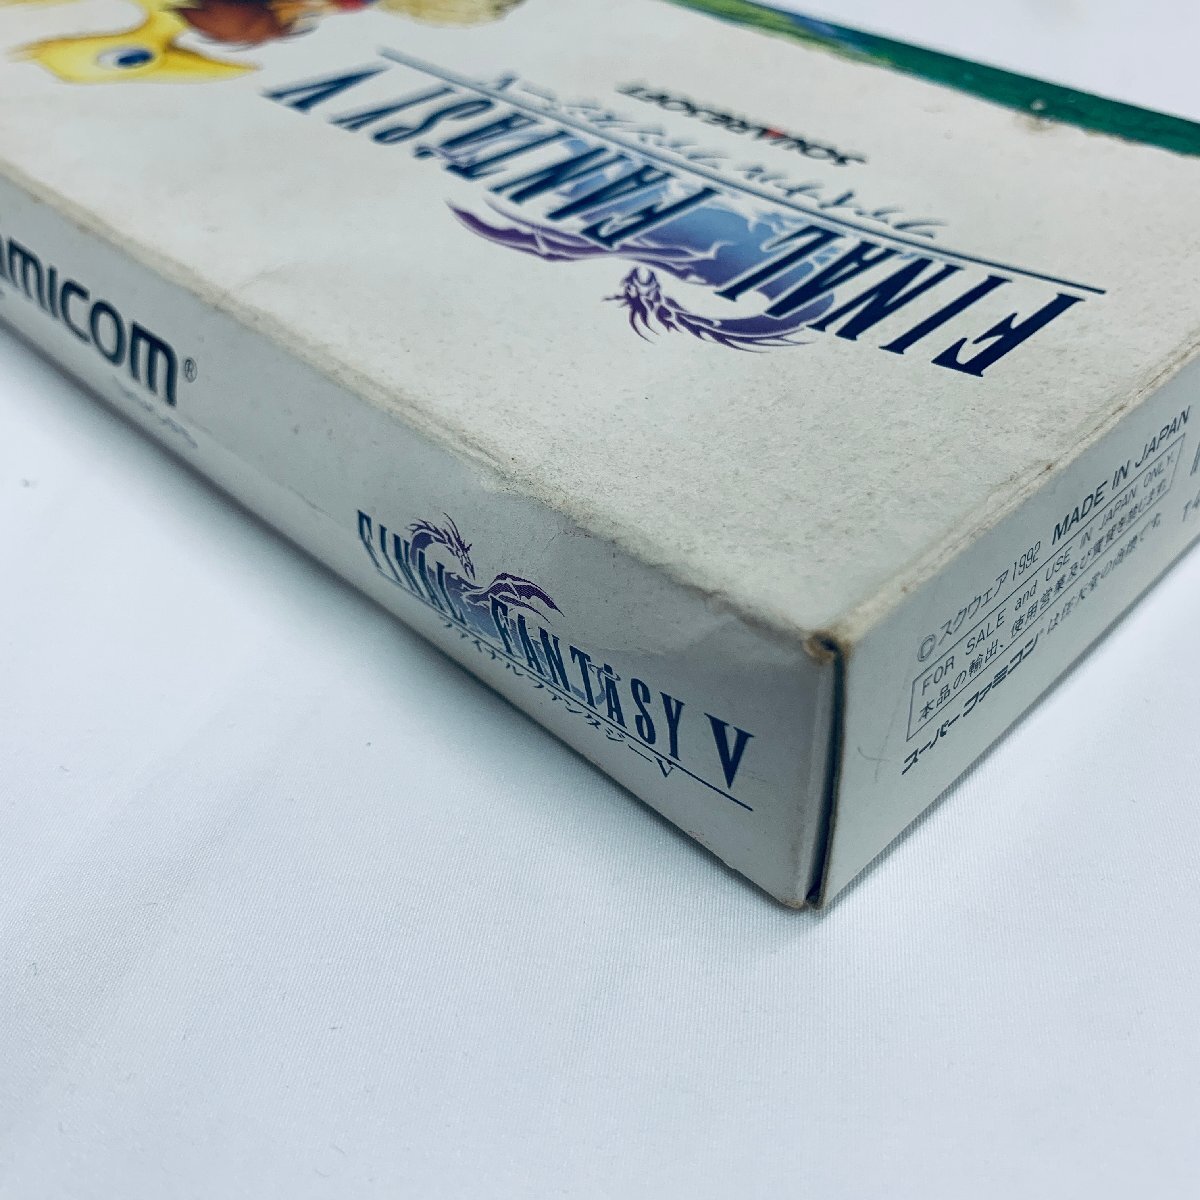 SQUARESOFT
ファイナルファンタジーV
FINAL FANTASY V
FINAL FANTASY V
ファイナルファンタジーV
©スクウェア1992 MADE IN JAPAN
FOR SALE and USE IN JAPAN ONLY.
本品の輸出、使用営業及び賃貸を禁じます。
スーパーファミコン®は任天堂の商標です。